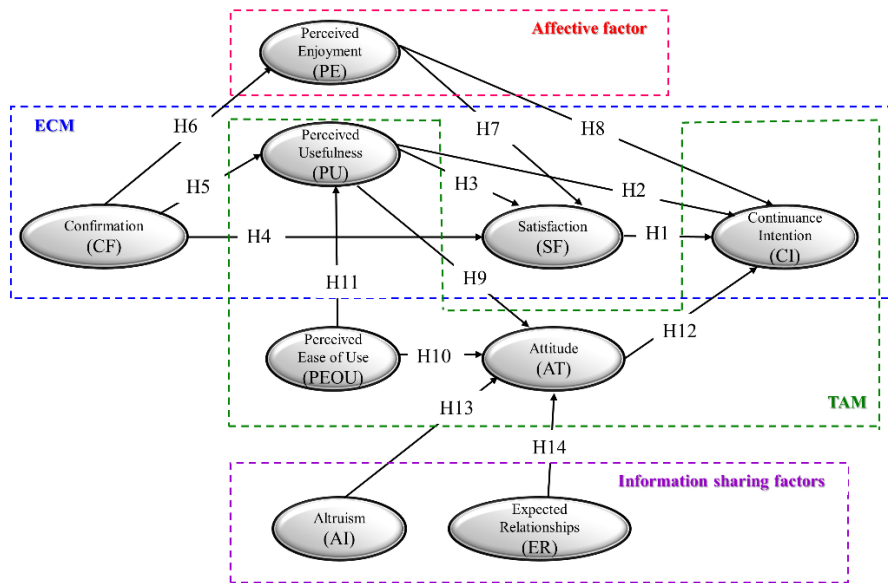 Affective factor
Perceived
Enjoyment
(PE)
H6
H7
H8
ECM
Perceived
Usefulness
(PU)
H5
H3
H2
Confirmation
(CF)
H4
Satisfaction
(SF)
H1
Continuance
Intention
(CI)
H11
H9
Perceived
Ease of Use
(PEOU)
H10
Attitude
(AT)
H12
TAM
H13
H14
Information sharing factors
Altruism
(AI)
Expected
Relationships
(ER)